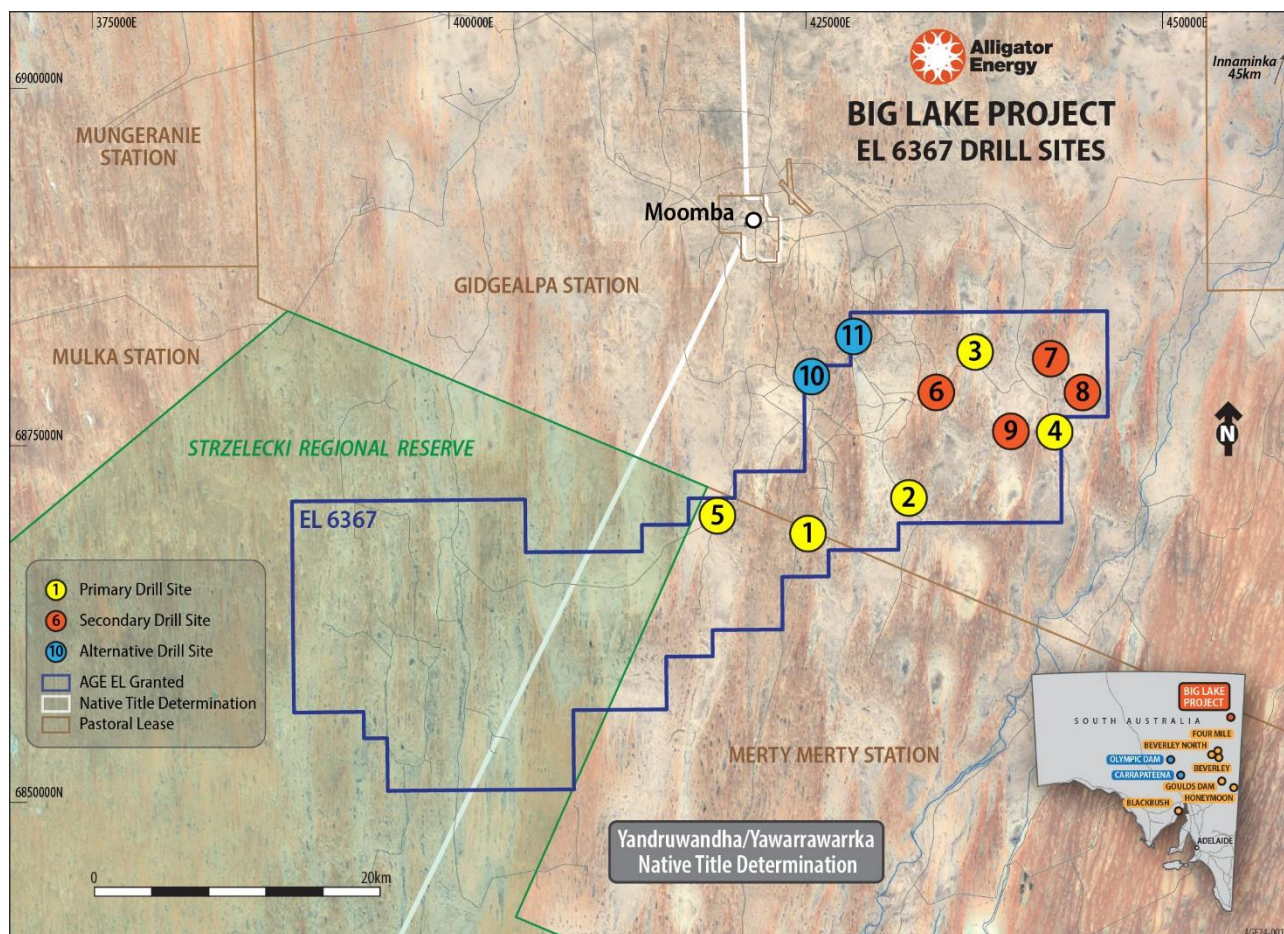 375000E
400000E
425000E
450000E
6900000N
6875000N
6850000N
Alligator
Energy
BIG LAKE PROJECT
EL 6367 DRILL SITES
Innaminka
45km
MUNGERANIE
STATION
Moomba
GIDGEALPA STATION
MULKA STATION
STRZELECKI REGIONAL RESERVE
EL 6367
11
10
3
7
6
8
9
4
2
5
1
N
1 Primary Drill Site
6 Secondary Drill Site
10 Alternative Drill Site
AGE EL Granted
Native Title Determination
Pastoral Lease
MERTY MERTY STATION
Yandruwandha/Yawarrawarrka
Native Title Determination
0 20km
BIG LAKE
PROJECT
SOUTH AUSTRALIA
FOUR MILE
BEVERLEY NORTH
OLYMPIC DAM
BEVERLEY
CARRAPATEENA
GOULDS DAM
BLACKBUSH
HONEYMOON
ADELAIDE